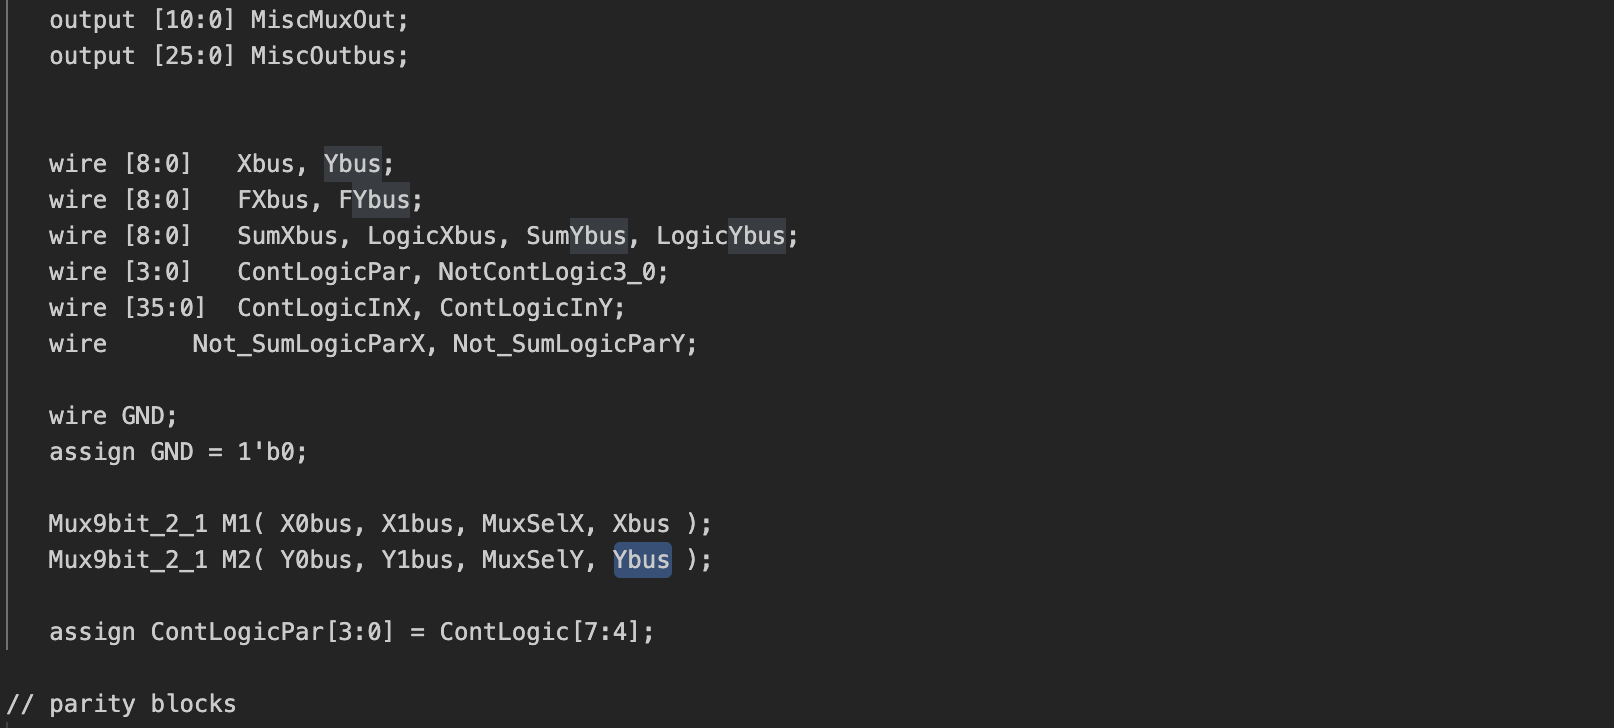 output [10:0] MiscMuxOut;
output [25:0] MiscOutbus;
wire [8:0]   Xbus, Ybus;
wire [8:0]   FXbus, FYbus;
wire [8:0]   SumXbus, LogicXbus, SumYbus, LogicYbus;
wire [3:0]   ContLogicPar, NotContLogic3_0;
wire [35:0]  ContLogicInX, ContLogicInY;
wire      Not_SumLogicParX, Not_SumLogicParY;
wire GND;
assign GND = 1'b0;
Mux9bit_2_1 M1( X0bus, X1bus, MuxSelX, Xbus );
Mux9bit_2_1 M2( Y0bus, Y1bus, MuxSelY, Ybus );
assign ContLogicPar[3:0] = ContLogic[7:4];
// parity blocks